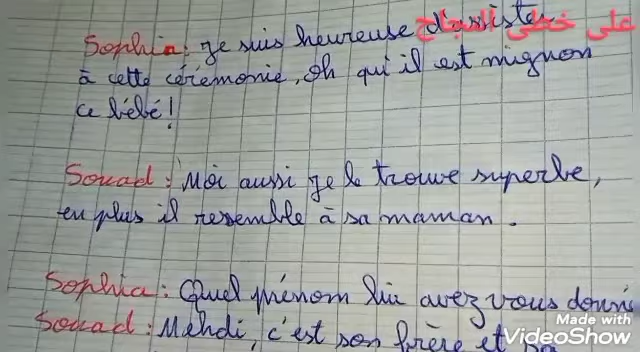 على خطى النجاح
Sophia : Je suis heureuse d'assister
à cette cérémonie, Oh qu'il est mignon
ce bébé !
Souad : Moi aussi je le trouve superbe,
en plus il ressemble à sa maman .
Sophia : Quel prénom lui avez vous donné
Souad : Mehdi, c'est son frère et sa
Made with
VideoShow